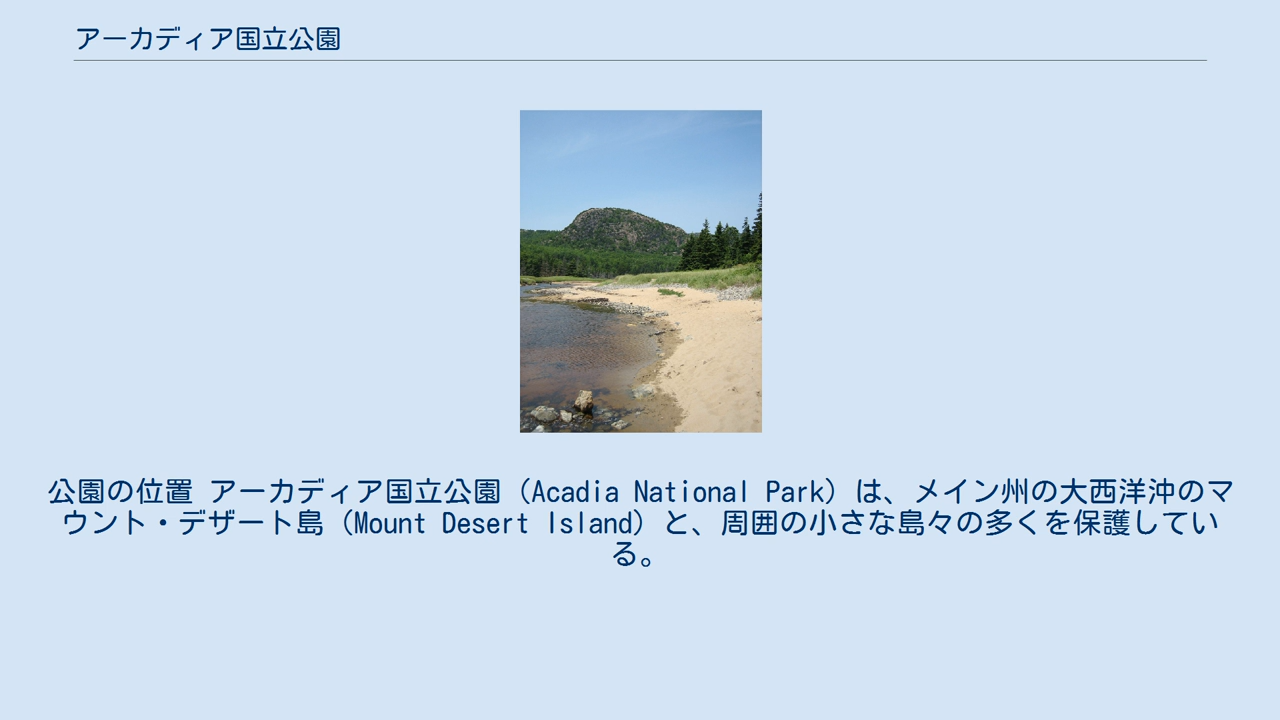 アーカディア国立公園
公園の位置 アーカディア国立公園（Acadia National Park）は、メイン州の大西洋沖のマ
ウント・デザート島（Mount Desert Island）と、周囲の小さな島々の多くを保護してい
る。